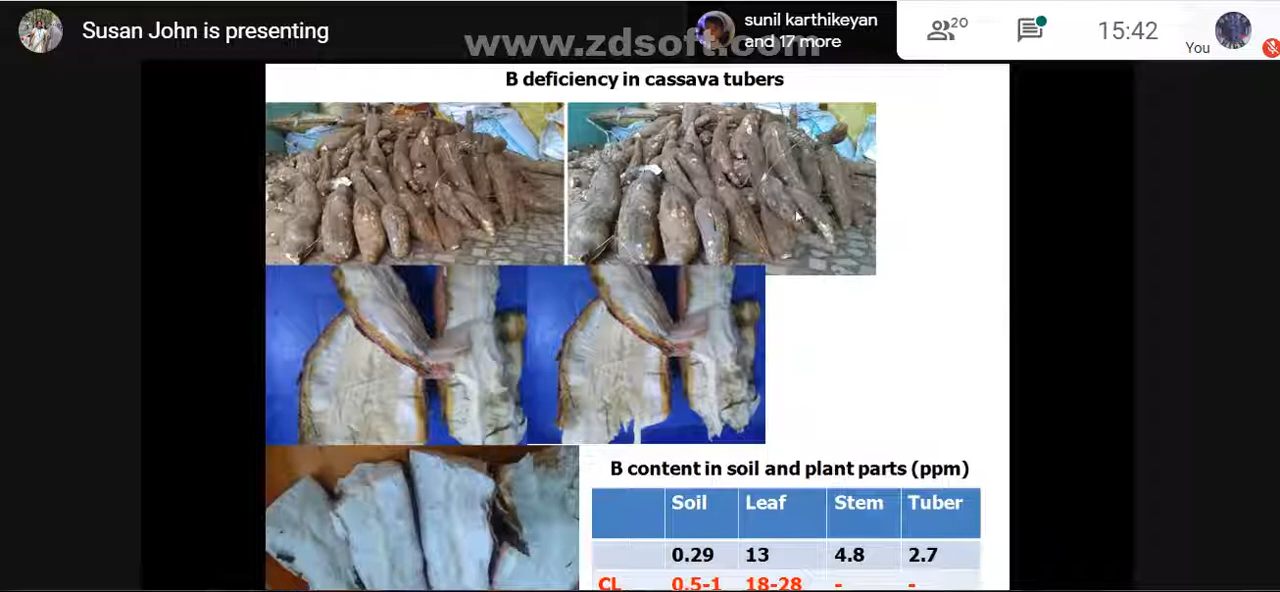 Susan John is presenting
www.zdsoft.com
sunil karthikeyan
and 17 more
20
15:42
You
B deficiency in cassava tubers
B content in soil and plant parts (ppm)
Soil Leaf Stem Tuber
0.29 13 4.8 2.7
CL 0.5-1 18-28 - -